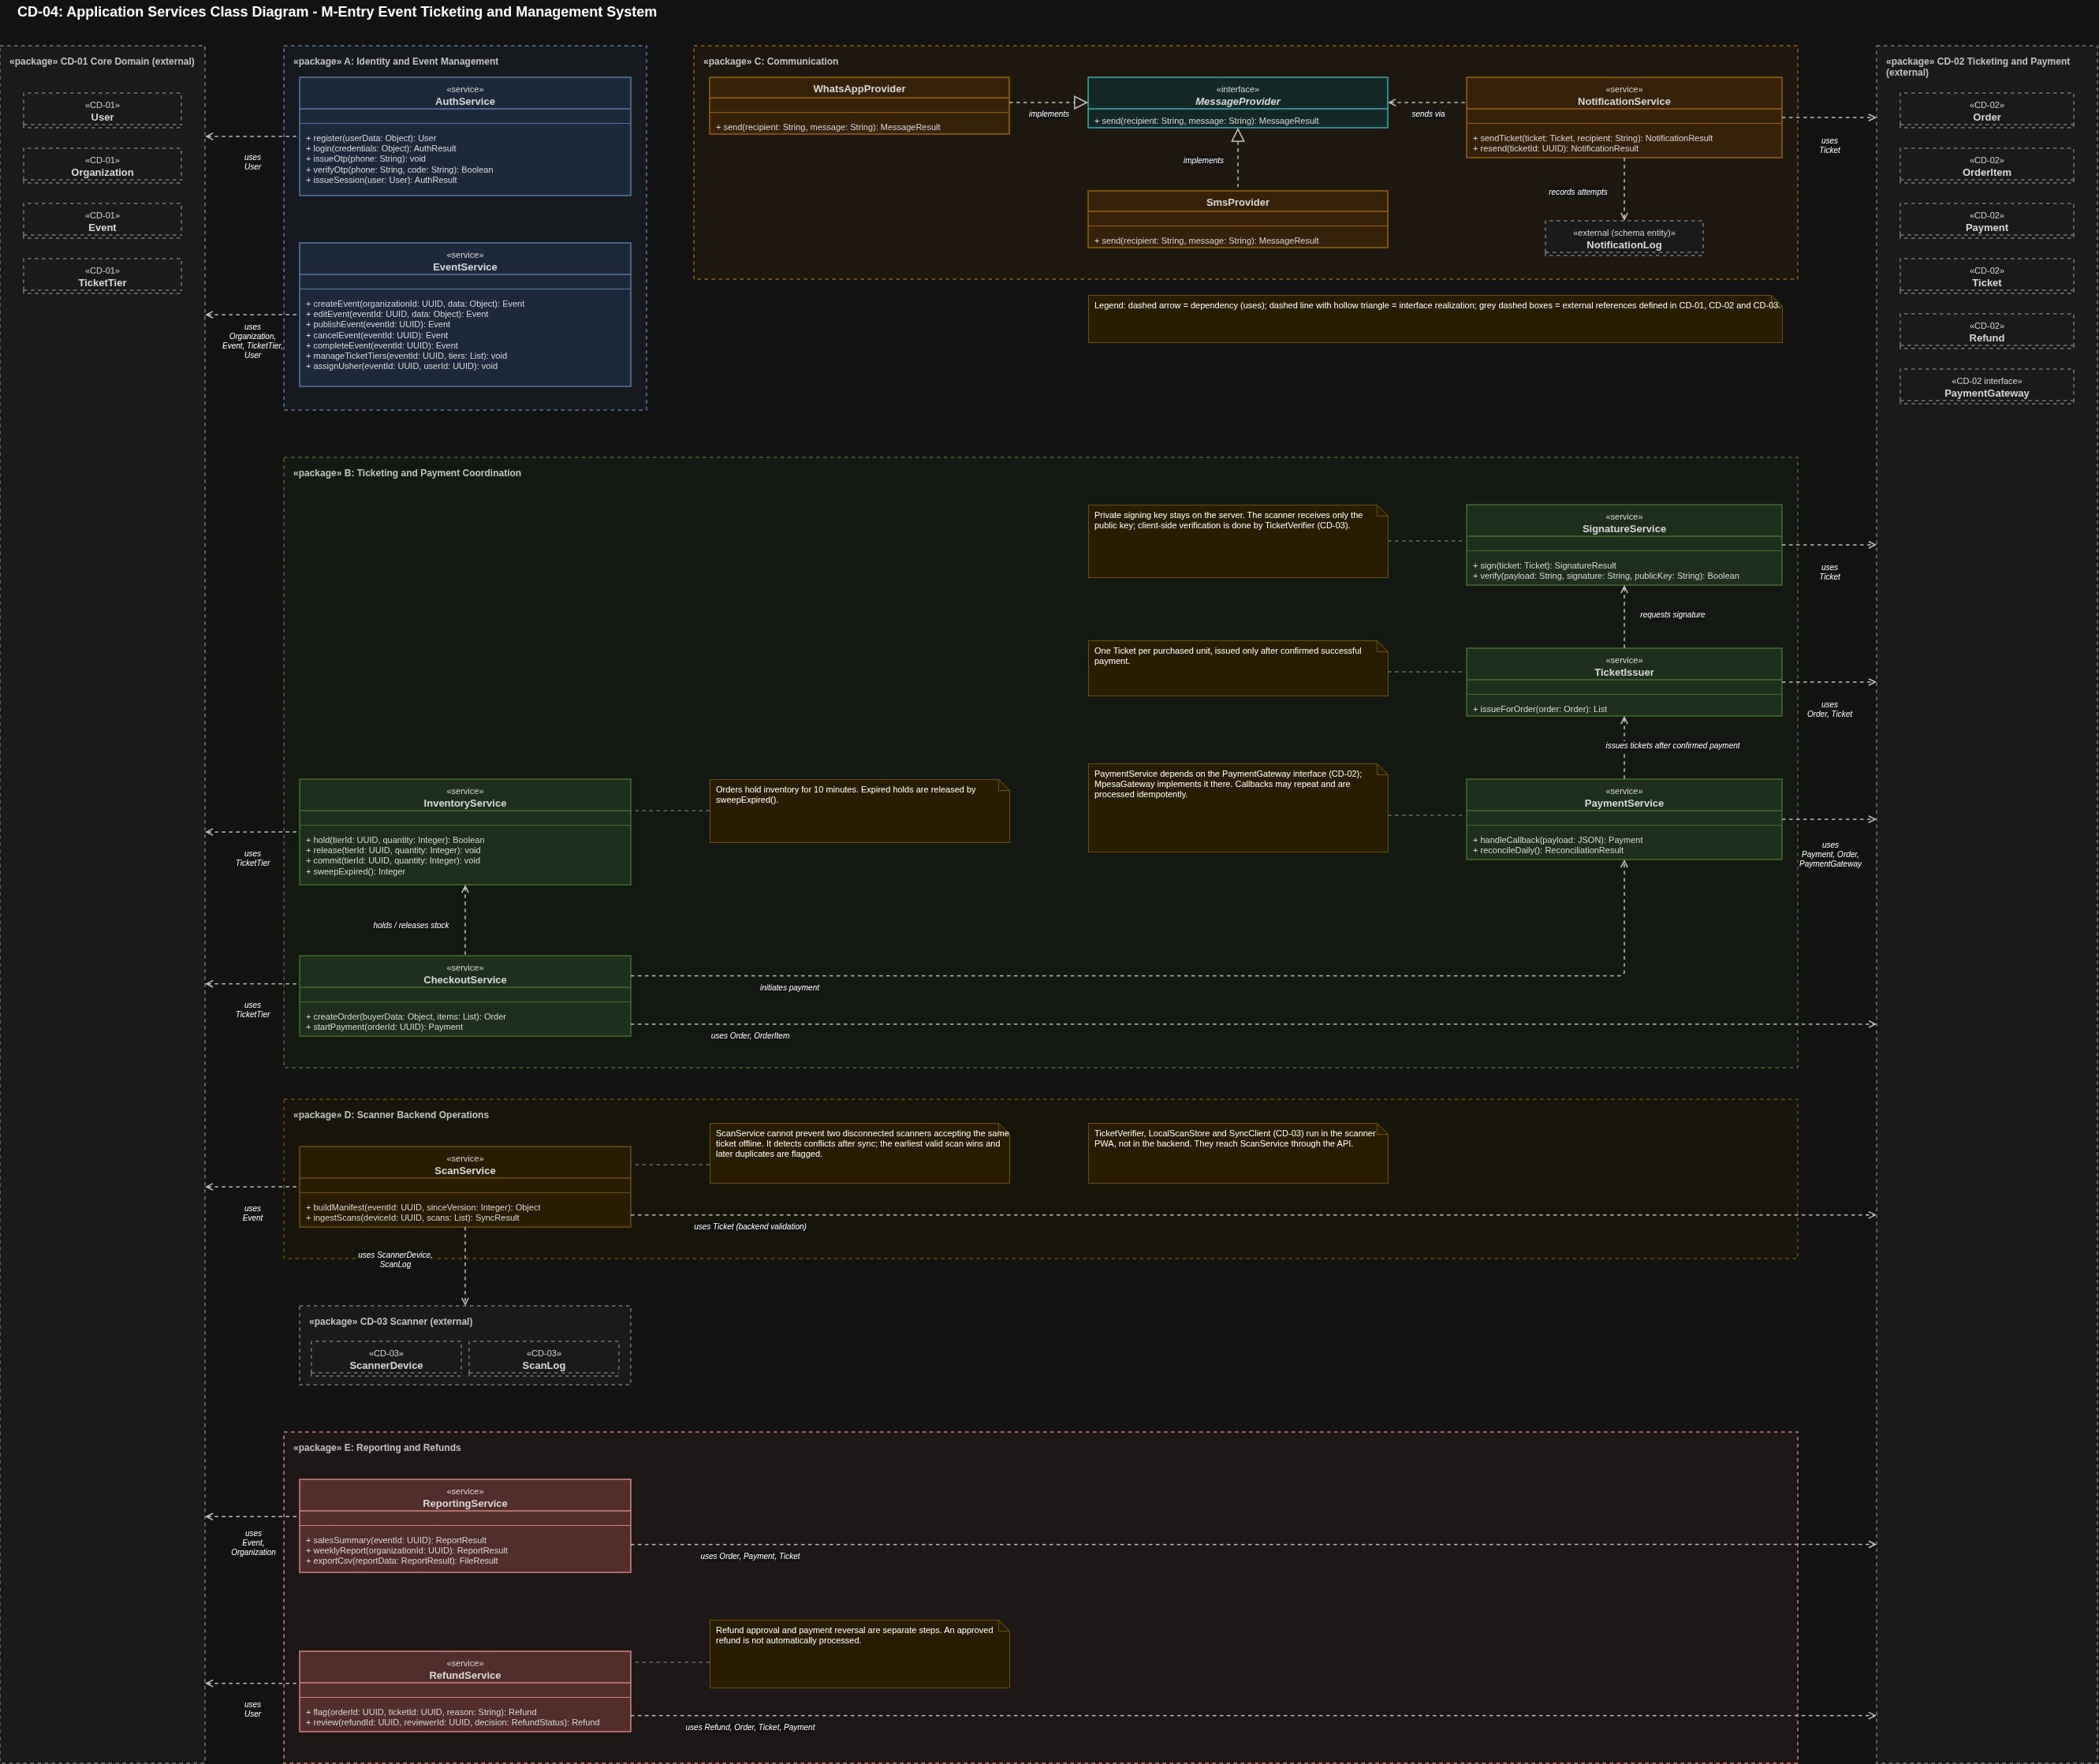 CD-04: Application Services Class Diagram - M-Entry Event Ticketing and Management System
«package» CD-01 Core Domain (external)
«CD-01»
User
«CD-01»
Organization
«CD-01»
Event
«CD-01»
TicketTier
uses
User
uses
Organization,
Event, TicketTier,
User
«package» A: Identity and Event Management
«service»
AuthService
+ register(userData: Object): User
+ login(credentials: Object): AuthResult
+ issueOtp(phone: String): void
+ verifyOtp(phone: String, code: String): Boolean
+ issueSession(user: User): AuthResult
«service»
EventService
+ createEvent(organizationId: UUID, data: Object): Event
+ editEvent(eventId: UUID, data: Object): Event
+ publishEvent(eventId: UUID): Event
+ cancelEvent(eventId: UUID): Event
+ completeEvent(eventId: UUID): Event
+ manageTicketTiers(eventId: UUID, tiers: List): void
+ assignUsher(eventId: UUID, userId: UUID): void
«package» C: Communication
WhatsAppProvider
+ send(recipient: String, message: String): MessageResult
implements
«interface»
MessageProvider
+ send(recipient: String, message: String): MessageResult
implements
SmsProvider
+ send(recipient: String, message: String): MessageResult
sends via
«service»
NotificationService
+ sendTicket(ticket: Ticket, recipient: String): NotificationResult
+ resend(ticketId: UUID): NotificationResult
records attempts
«external (schema entity)»
NotificationLog
uses
Ticket
Legend: dashed arrow = dependency (uses); dashed line with hollow triangle = interface realization; grey dashed boxes = external references defined in CD-01, CD-02 and CD-03.
«package» CD-02 Ticketing and Payment
(external)
«CD-02»
Order
«CD-02»
OrderItem
«CD-02»
Payment
«CD-02»
Ticket
«CD-02»
Refund
«CD-02 interface»
PaymentGateway
«package» B: Ticketing and Payment Coordination
Private signing key stays on the server. The scanner receives only the
public key; client-side verification is done by TicketVerifier (CD-03).
«service»
SignatureService
+ sign(ticket: Ticket): SignatureResult
+ verify(payload: String, signature: String, publicKey: String): Boolean
uses
Ticket
requests signature
One Ticket per purchased unit, issued only after confirmed successful
payment.
«service»
TicketIssuer
+ issueForOrder(order: Order): List
uses
Order, Ticket
issues tickets after confirmed payment
«service»
InventoryService
+ hold(tierId: UUID, quantity: Integer): Boolean
+ release(tierId: UUID, quantity: Integer): void
+ commit(tierId: UUID, quantity: Integer): void
+ sweepExpired(): Integer
uses
TicketTier
Orders hold inventory for 10 minutes. Expired holds are released by
sweepExpired().
PaymentService depends on the PaymentGateway interface (CD-02);
MpesaGateway implements it there. Callbacks may repeat and are
processed idempotently.
«service»
PaymentService
+ handleCallback(payload: JSON): Payment
+ reconcileDaily(): ReconciliationResult
uses
Payment, Order,
PaymentGateway
holds / releases stock
«service»
CheckoutService
+ createOrder(buyerData: Object, items: List): Order
+ startPayment(orderId: UUID): Payment
uses
TicketTier
initiates payment
uses Order, OrderItem
«package» D: Scanner Backend Operations
«service»
ScanService
+ buildManifest(eventId: UUID, sinceVersion: Integer): Object
+ ingestScans(deviceId: UUID, scans: List): SyncResult
uses
Event
ScanService cannot prevent two disconnected scanners accepting the same
ticket offline. It detects conflicts after sync; the earliest valid scan wins and
later duplicates are flagged.
TicketVerifier, LocalScanStore and SyncClient (CD-03) run in the scanner
PWA, not in the backend. They reach ScanService through the API.
uses Ticket (backend validation)
uses ScannerDevice,
ScanLog
«package» CD-03 Scanner (external)
«CD-03»
ScannerDevice
«CD-03»
ScanLog
«package» E: Reporting and Refunds
«service»
ReportingService
+ salesSummary(eventId: UUID): ReportResult
+ weeklyReport(organizationId: UUID): ReportResult
+ exportCsv(reportData: ReportResult): FileResult
uses
Event,
Organization
uses Order, Payment, Ticket
Refund approval and payment reversal are separate steps. An approved
refund is not automatically processed.
«service»
RefundService
+ flag(orderId: UUID, ticketId: UUID, reason: String): Refund
+ review(refundId: UUID, reviewerId: UUID, decision: RefundStatus): Refund
uses
User
uses Refund, Order, Ticket, Payment